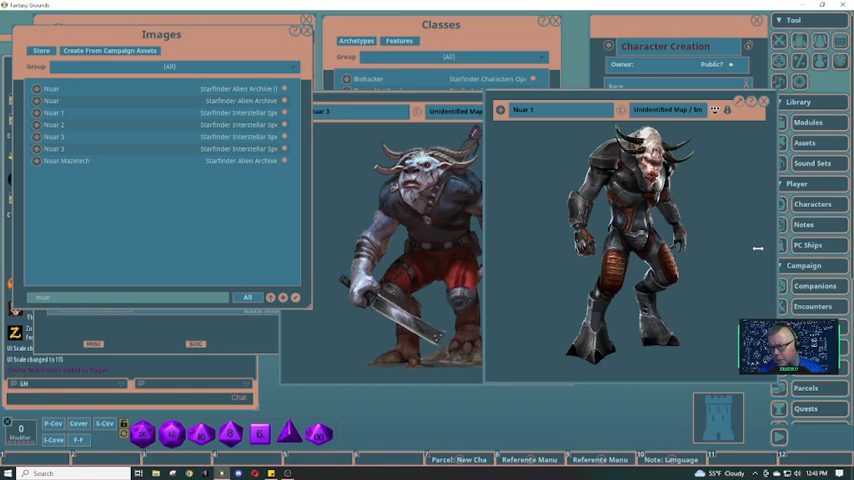 Fantasy Grounds
Images
Store
Create From Campaign Assets
Group
(All)
Nuar
Starfinder Alien Archive ()
Nuar
Starfinder Alien Archive
Nuar 1
Starfinder Interstellar Spe
Nuar 2
Starfinder Interstellar Spe
Nuar 3
Starfinder Interstellar Spe
Nuar 3
Starfinder Interstellar Spe
Nuar Mazetech
Starfinder Alien Archive
nuar
All
Classes
Archetypes
Features
Group
(All)
Biohacker
Starfinder Character Ope
Character Creation
Owner:
Public?
Race
uar 3
Unidentified Ma
Nuar 1
Unidentified Map / Im
Tool
Library
Modules
Assets
Sound Sets
Player
Characters
Notes
PC Ships
Campaign
Companions
Encounters
Parcels
Quests
MINI
SOC
UI Scale changed to 115
GM
Chat
0
Modifier
P-Cov
Cover
S-Cov
I-Cove
F-F
Parcel: New Cha
Reference Manu
Reference Manu
Note: Language
Search
55°F Cloudy
12:43 PM